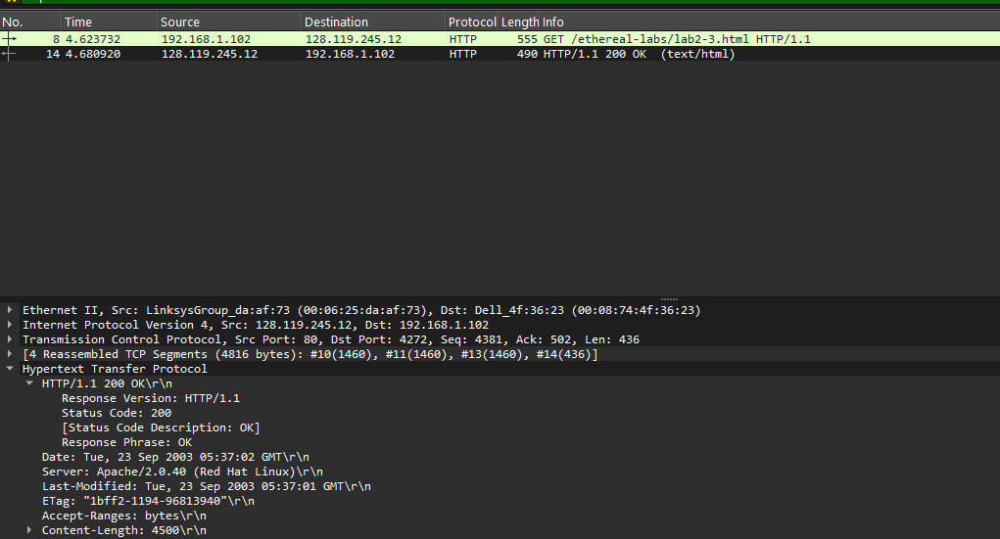 No. Time Source Destination Protocol Length Info
8 4.623732 192.168.1.102 128.119.245.12 HTTP 555 GET /ethereal-labs/lab2-3.html HTTP/1.1
14 4.680920 128.119.245.12 192.168.1.102 HTTP 490 HTTP/1.1 200 OK (text/html)
Ethernet II, Src: LinksysGroup_da:af:73 (00:06:25:da:af:73), Dst: Dell_4f:36:23 (00:08:74:4f:36:23)
Internet Protocol Version 4, Src: 128.119.245.12, Dst: 192.168.1.102
Transmission Control Protocol, Src Port: 80, Dst Port: 4272, Seq: 4381, Ack: 502, Len: 436
[4 Reassembled TCP Segments (4816 bytes): #10(1460), #11(1460), #13(1460), #14(436)]
Hypertext Transfer Protocol
HTTP/1.1 200 OK\r\n
Response Version: HTTP/1.1
Status Code: 200
[Status Code Description: OK]
Response Phrase: OK
Date: Tue, 23 Sep 2003 05:37:02 GMT\r\n
Server: Apache/2.0.40 (Red Hat Linux)\r\n
Last-Modified: Tue, 23 Sep 2003 05:37:01 GMT\r\n
ETag: "1bff2-1194-96813940"\r\n
Accept-Ranges: bytes\r\n
Content-Length: 4500\r\n